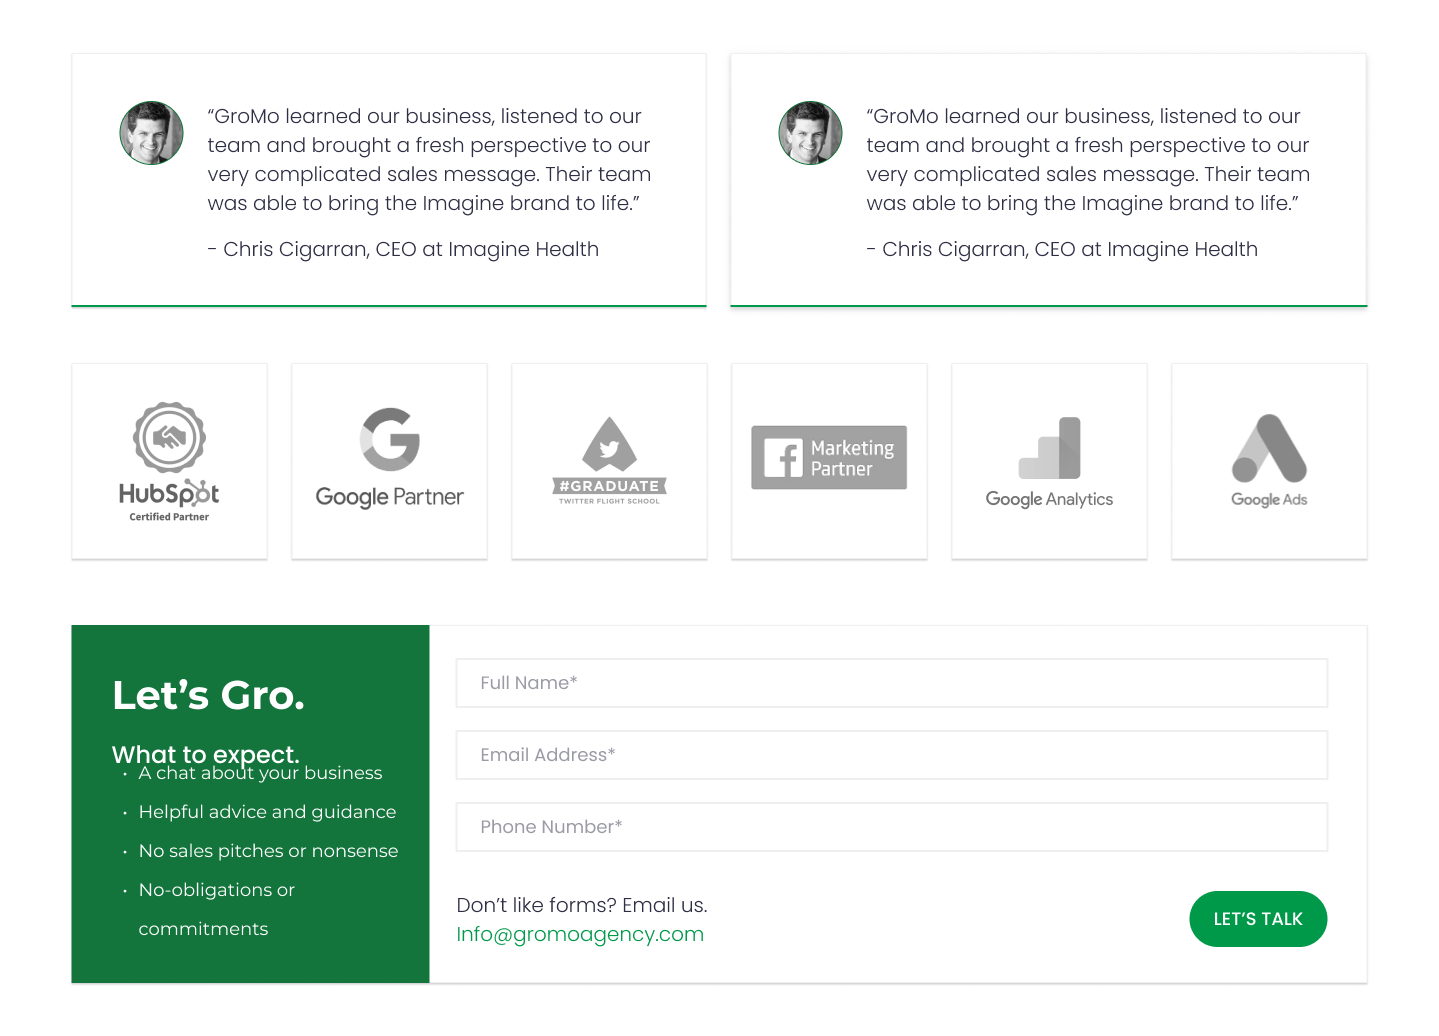 “GroMo learned our business, listened to our
team and brought a fresh perspective to our
very complicated sales message. Their team
was able to bring the Imagine brand to life.”
- Chris Cigarran, CEO at Imagine Health
“GroMo learned our business, listened to our
team and brought a fresh perspective to our
very complicated sales message. Their team
was able to bring the Imagine brand to life.”
- Chris Cigarran, CEO at Imagine Health
HubSpot
Certified Partner
Google Partner
#GRADUATE
TWITTER FLIGHT SCHOOL
Marketing
Partner
Google Analytics
Google Ads
Let’s Gro.
What to expect.
• A chat about your business
• Helpful advice and guidance
• No sales pitches or nonsense
• No-obligations or
commitments
Full Name*
Email Address*
Phone Number*
Don’t like forms? Email us.
Info@gromoagency.com
LET’S TALK